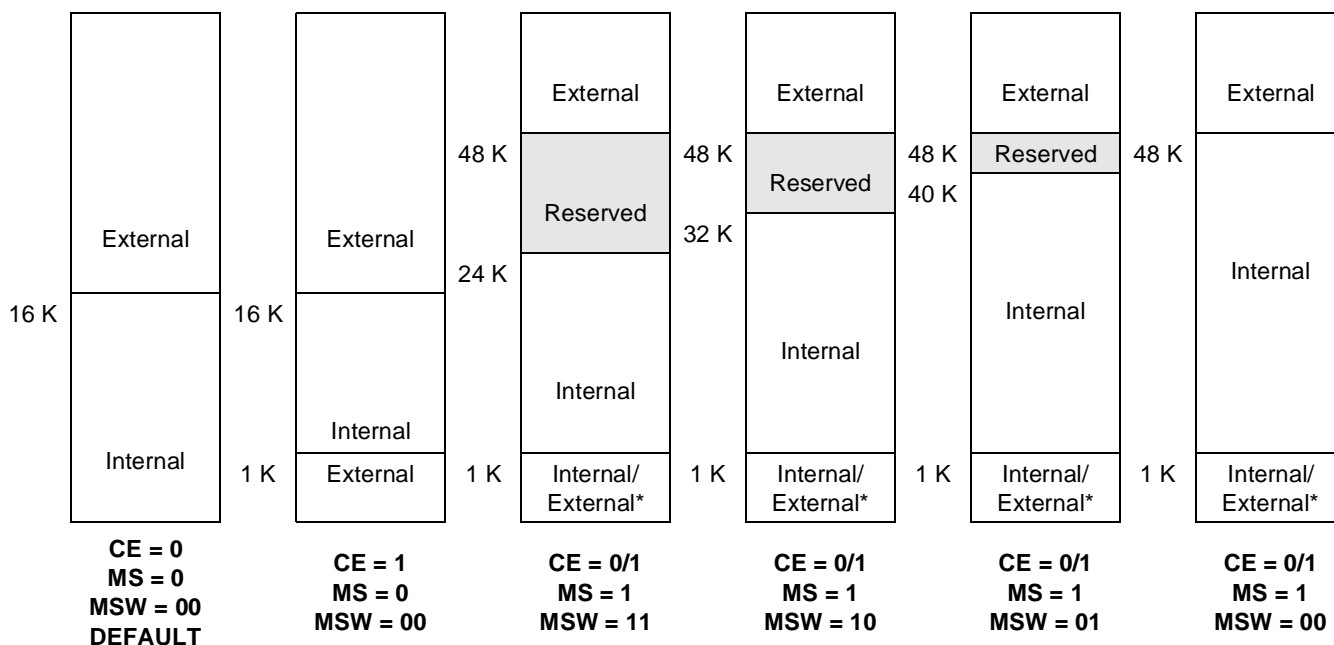 External
External
External
External
48 K
48 K
48 K
Reserved
48 K
Reserved
40 K
Reserved
External
External
32 K
24 K
Internal
16 K
16 K
Internal
Internal
Internal
Internal
Internal
1 K
External
1 K
Internal/
External*
1 K
Internal/
External*
1 K
Internal/
External*
1 K
Internal/
External*
CE = 0
MS = 0
MSW = 00
DEFAULT
CE = 1
MS = 0
MSW = 00
CE = 0/1
MS = 1
MSW = 11
CE = 0/1
MS = 1
MSW = 10
CE = 0/1
MS = 1
MSW = 01
CE = 0/1
MS = 1
MSW = 00